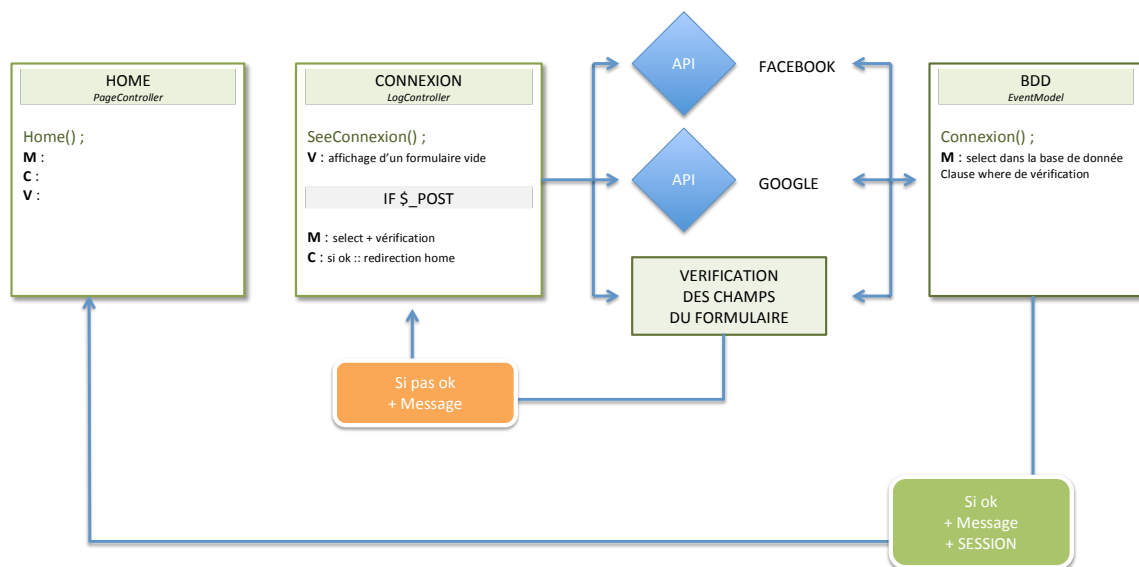 HOME
PageController
Home() ;
M :
C :
V :
CONNEXION
LogController
SeeConnexion() ;
V : affichage d'un formulaire vide
IF $_POST
M : select + vérification
C : si ok :: redirection home
API
FACEBOOK
API
GOOGLE
VERIFICATION
DES CHAMPS
DU FORMULAIRE
BDD
EventModel
Connexion() ;
M : select dans la base de donnée
Clause where de vérification
Si pas ok
+ Message
Si ok
+ Message
+ SESSION